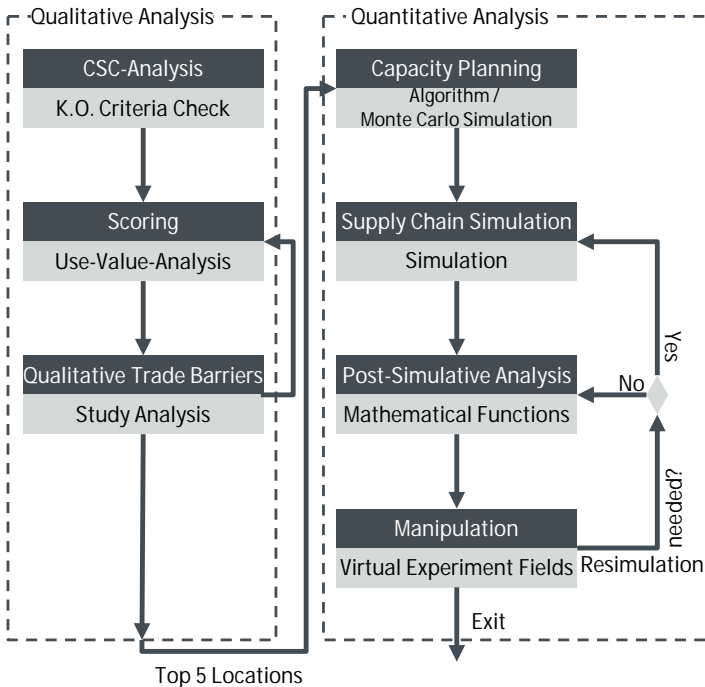 Qualitative Analysis
CSC-Analysis
K.O. Criteria Check
Scoring
Use-Value-Analysis
Qualitative Trade Barriers
Study Analysis
Top 5 Locations
Quantitative Analysis
Capacity Planning
Algorithm /
Monte Carlo Simulation
Supply Chain Simulation
Simulation
Yes
Post-Simulative Analysis
No
Mathematical Functions
Manipulation
Virtual Experiment Fields
Resimulation
needed?
Exit